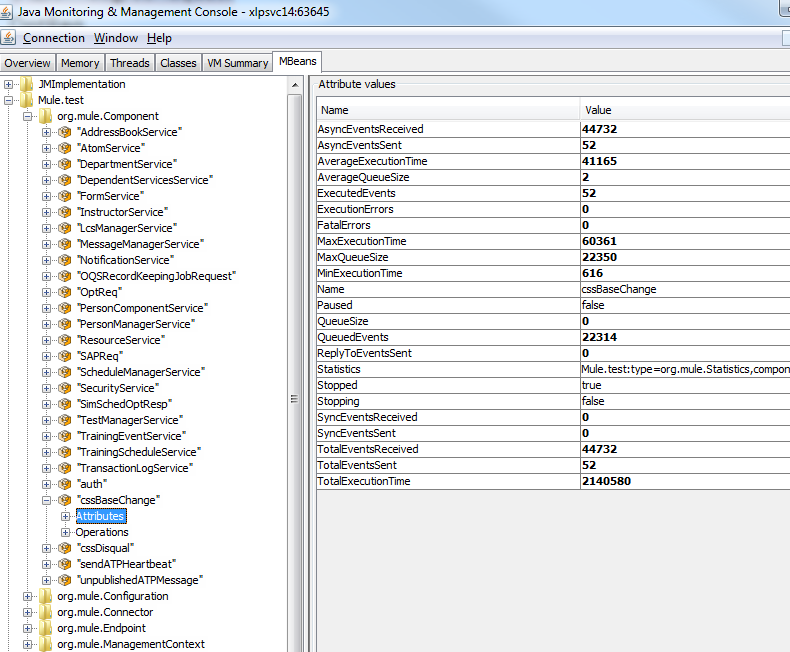 Java Monitoring & Management Console - xlpsvc14:63645
Connection Window Help
Overview Memory Threads Classes VM Summary MBeans
JMImplementation
Mule.test
org.mule.Component
"AddressBookService"
"AtomService"
"DepartmentService"
"DependentServicesService"
"FormService"
"InstructorService"
"LcsManagerService"
"MessageManagerService"
"NotificationService"
"OQSRecordKeepingJobRequest"
"OptReq"
"PersonComponentService"
"PersonManagerService"
"ResourceService"
"SAPReq"
"ScheduleManagerService"
"SecurityService"
"SimSchedOptResp"
"TestManagerService"
"TrainingEventService"
"TrainingScheduleService"
"TransactionLogService"
"auth"
"cssBaseChange"
Attributes
Operations
"cssDisqual"
"sendATPHeartbeat"
"unpublishedATPMessage"
org.mule.Configuration
org.mule.Connector
org.mule.Endpoint
org.mule.ManagementContext
Attribute values
Name Value
AsyncEventsReceived 44732
AsyncEventsSent 52
AverageExecutionTime 41165
AverageQueueSize 2
ExecutedEvents 52
ExecutionErrors 0
FatalErrors 0
MaxExecutionTime 60361
MaxQueueSize 22350
MinExecutionTime 616
Name cssBaseChange
Paused false
QueueSize 0
QueuedEvents 22314
ReplyToEventsSent 0
Statistics Mule.test:type=org.mule.Statistics,compon
Stopped true
Stopping false
SyncEventsReceived 0
SyncEventsSent 0
TotalEventsReceived 44732
TotalEventsSent 52
TotalExecutionTime 2140580